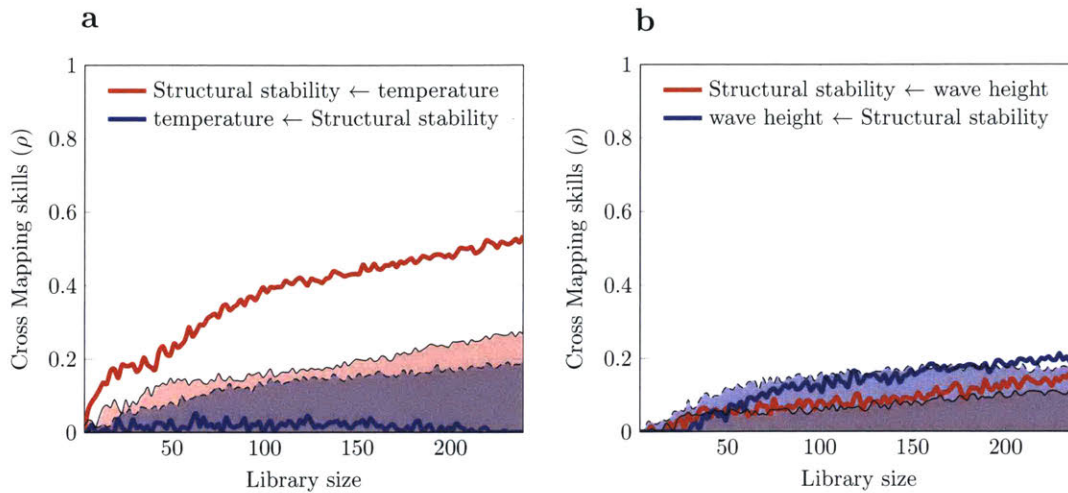 a
b
1
Structural stability ← temperature
temperature ← Structural stability
0.8
0.6
0.4
0.2
0
50
100
150
200
Cross Mapping skills (ρ)
Library size
1
Structural stability ← wave height
wave height ← Structural stability
0.8
0.6
0.4
0.2
0
50
100
150
200
Cross Mapping skills (ρ)
Library size